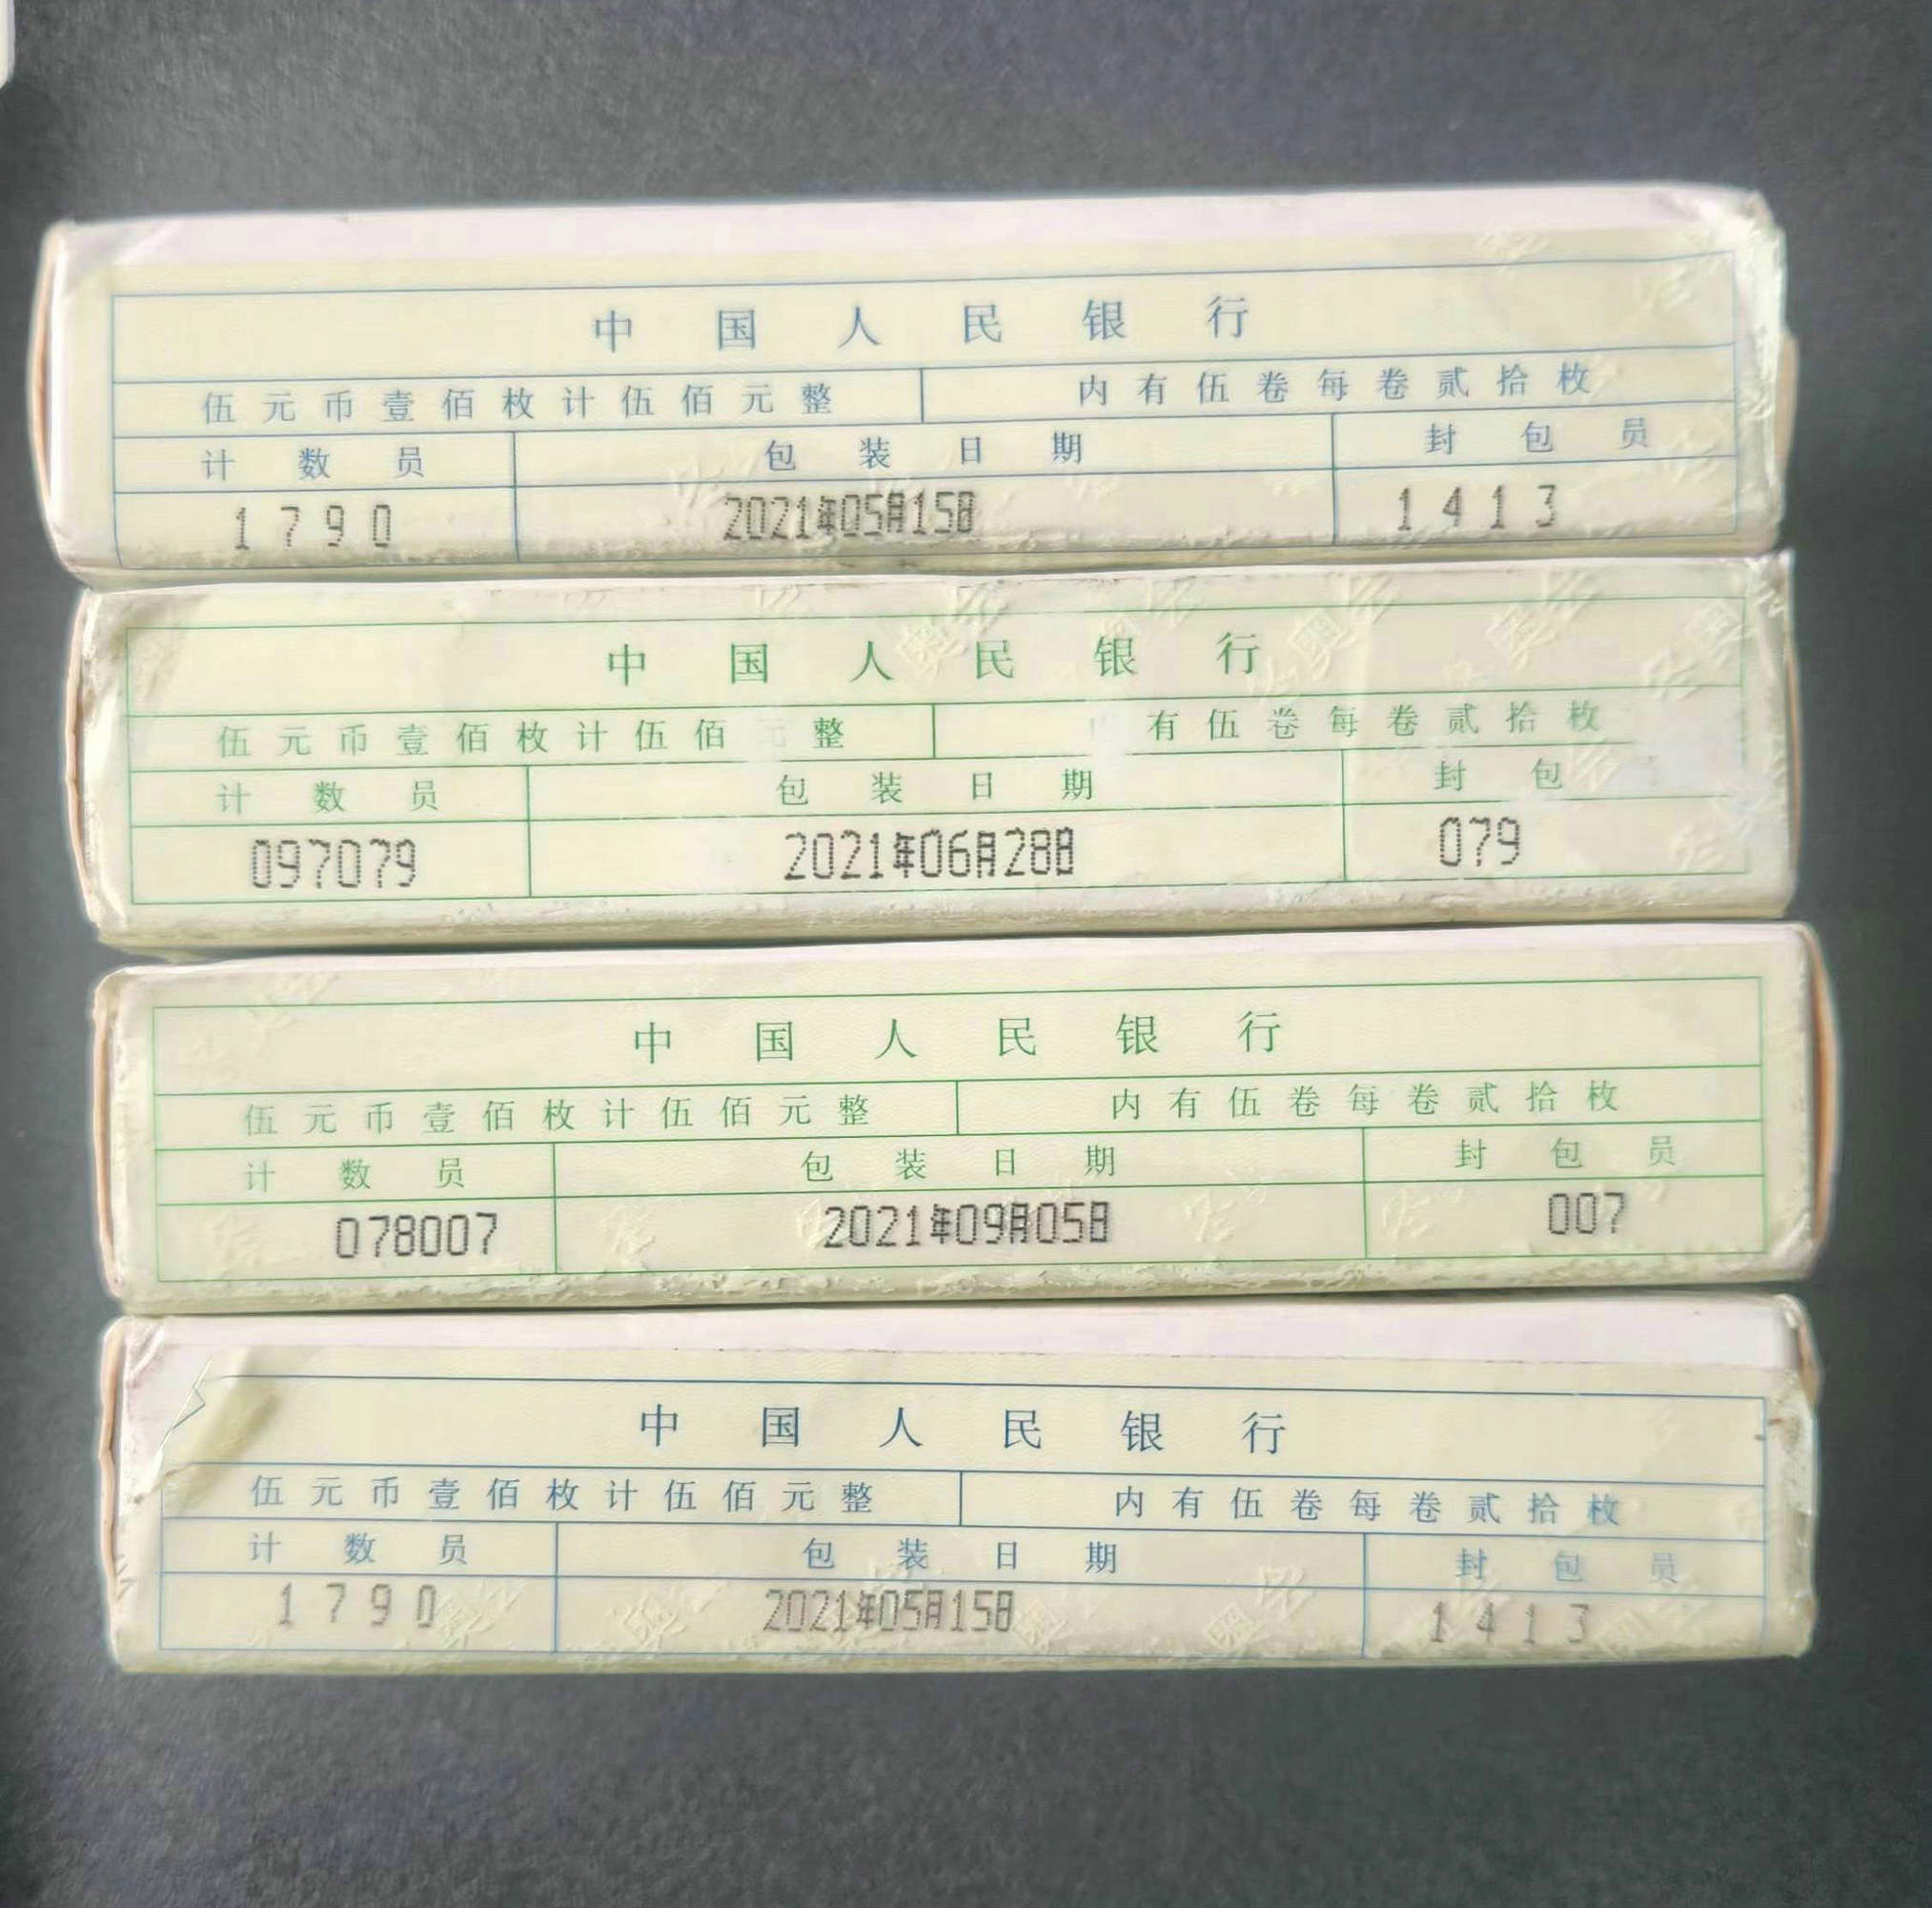 中国人民银行
伍元币壹佰枚计伍佰元整 内有伍卷每卷贰拾枚
计数员 包装日期 封包员
1790 2021年05月15日 1413
中国人民银行
伍元币壹佰枚计伍佰 整 有伍卷每卷贰拾枚
计数员 包装日期 封包
097079 2021年06月28日 079
中国人民银行
伍元币壹佰枚计伍佰元整 内有伍卷每卷贰拾枚
计数员 包装日期 封包员
078007 2021年09月05日 007
中国人民银行
伍元币壹佰枚计伍佰元整 内有伍卷每卷贰拾枚
计数员 包装日期 封包员
1790 2021年05月15日 1413